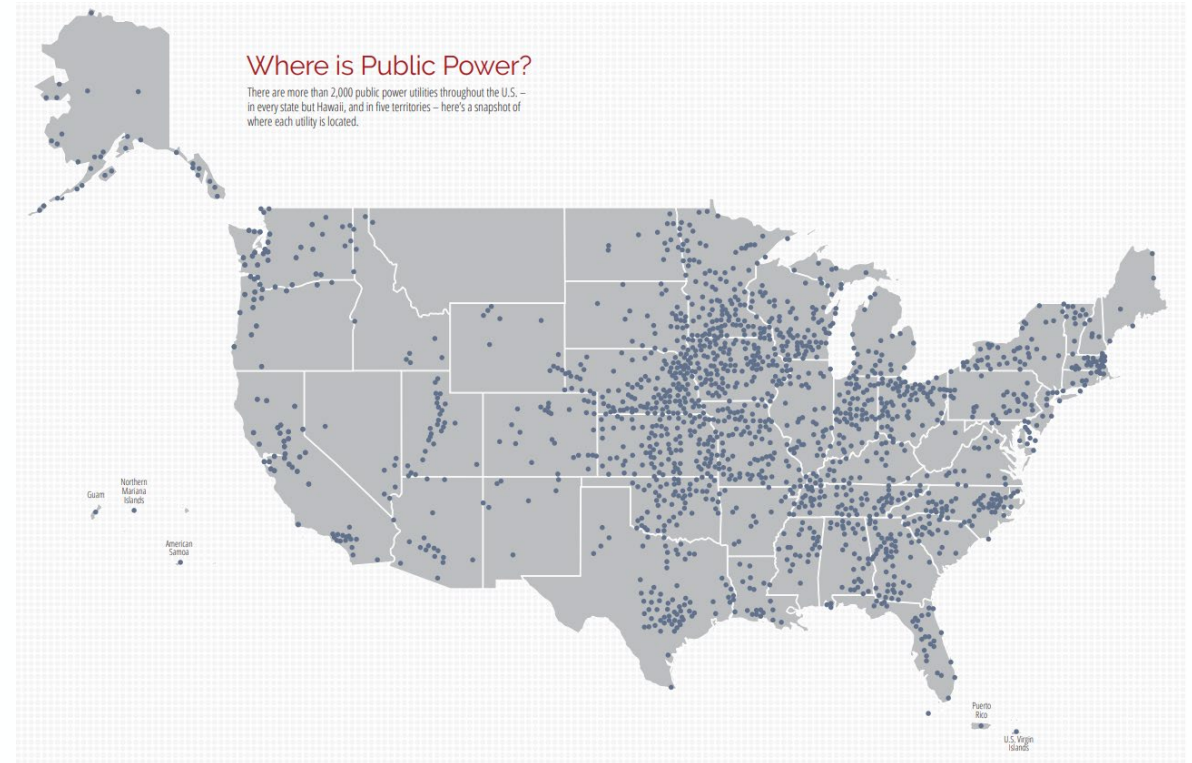 Where is Public Power?
There are more than 2,000 public power utilities throughout the U.S. –
in every state but Hawaii, and in five territories – here's a snapshot of
where each utility is located.
Guam
Northern
Mariana
Islands
American
Samoa
Puerto
Rico
U.S. Virgin
Islands